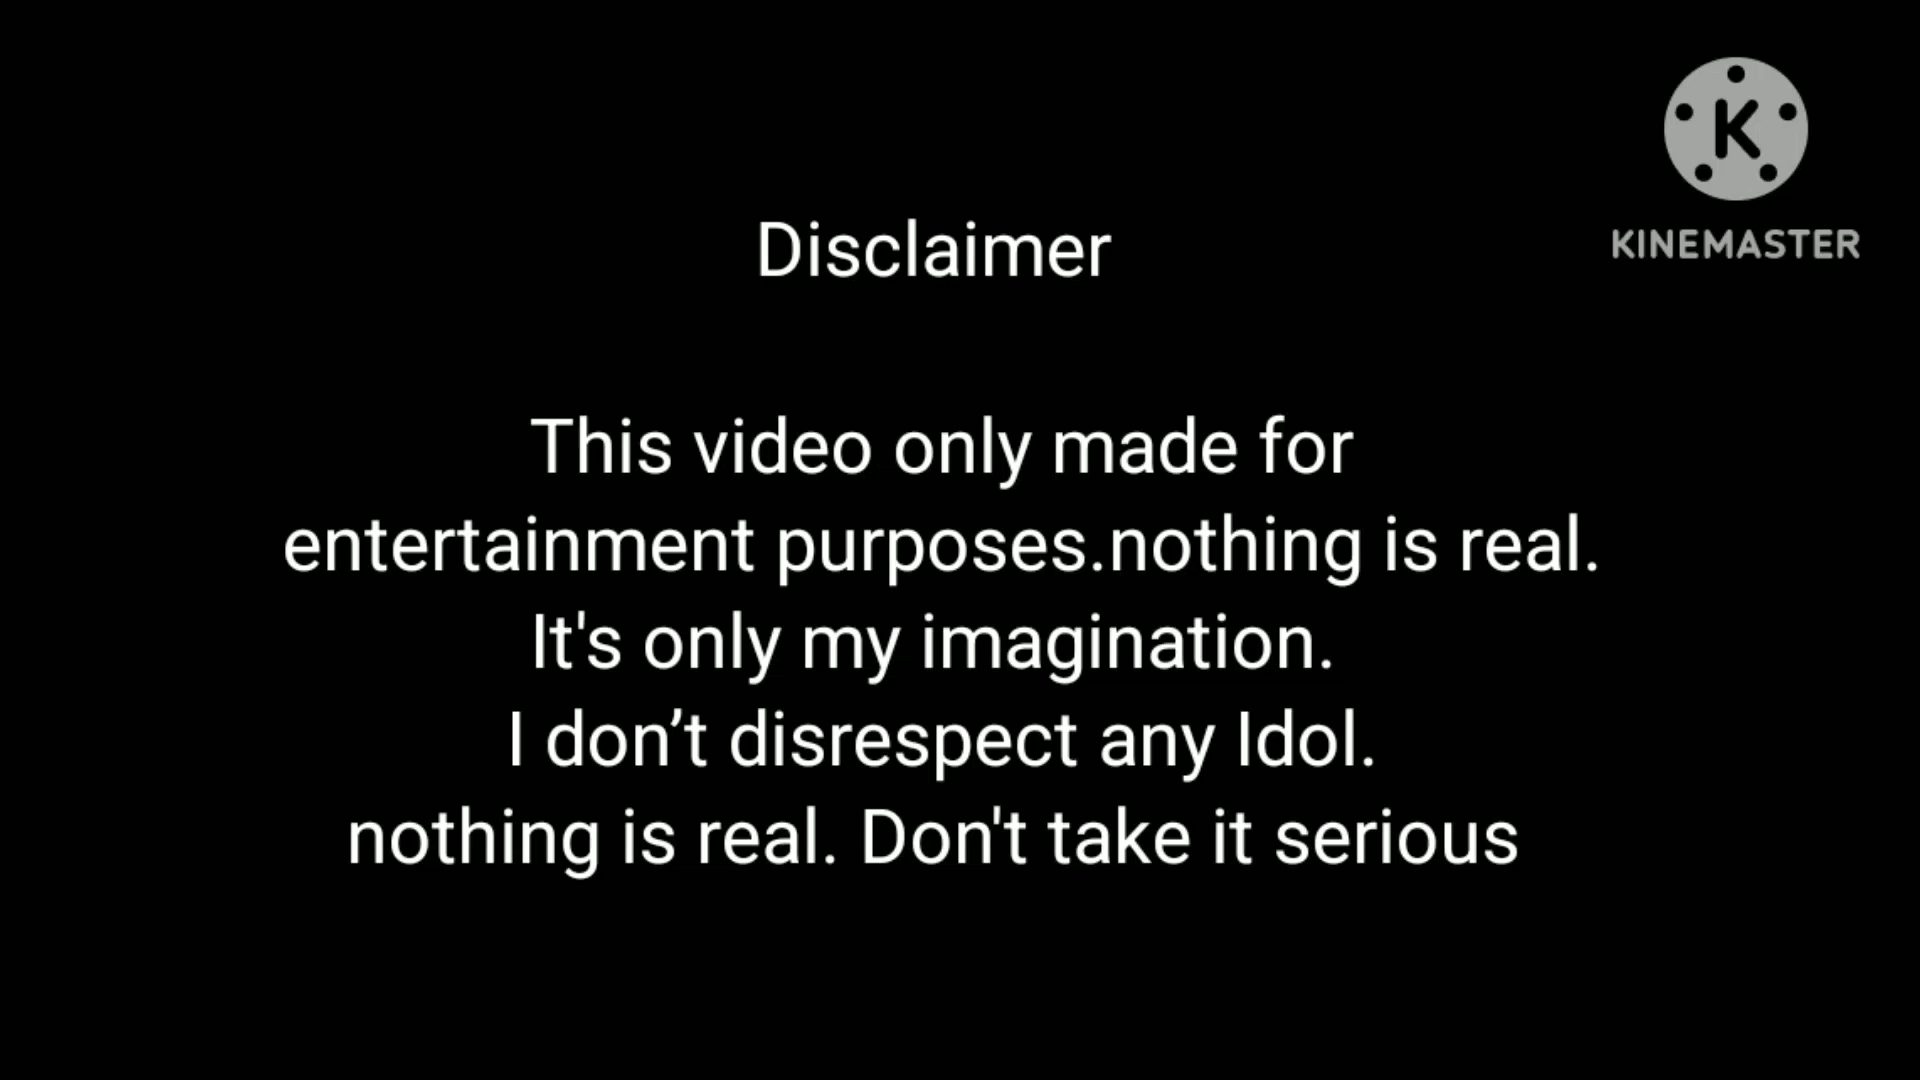 K
KINEMASTER
Disclaimer
This video only made for
entertainment purposes.nothing is real.
It's only my imagination.
I don’t disrespect any Idol.
nothing is real. Don't take it serious